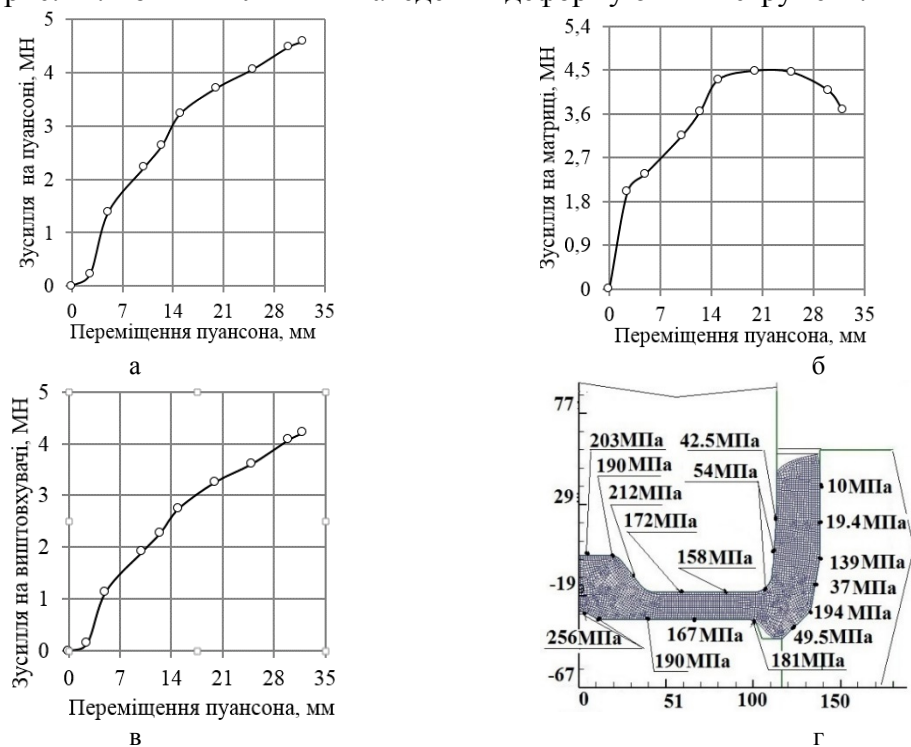 5
4
3
2
1
0
0 7 14 21 28 35
Зусилля на пуансоні, МН
Переміщення пуансона, мм
а
5,4
4,5
3,6
2,7
1,8
0,9
0
0 7 14 21 28 35
Зусилля на матриці, МН
Переміщення пуансона, мм
б
5
4
3
2
1
0
0 7 14 21 28 35
Зусилля на виштовхувачі, МН
Переміщення пуансона, мм
в
77
29
-19
-67
0 51 100 150
203МПа
190МПа
212МПа
172МПа
42.5МПа
54МПа
158МПа
10МПа
19.4МПа
139МПа
37МПа
194МПа
49.5МПа
181МПа
167МПа
190МПа
256МПа
г